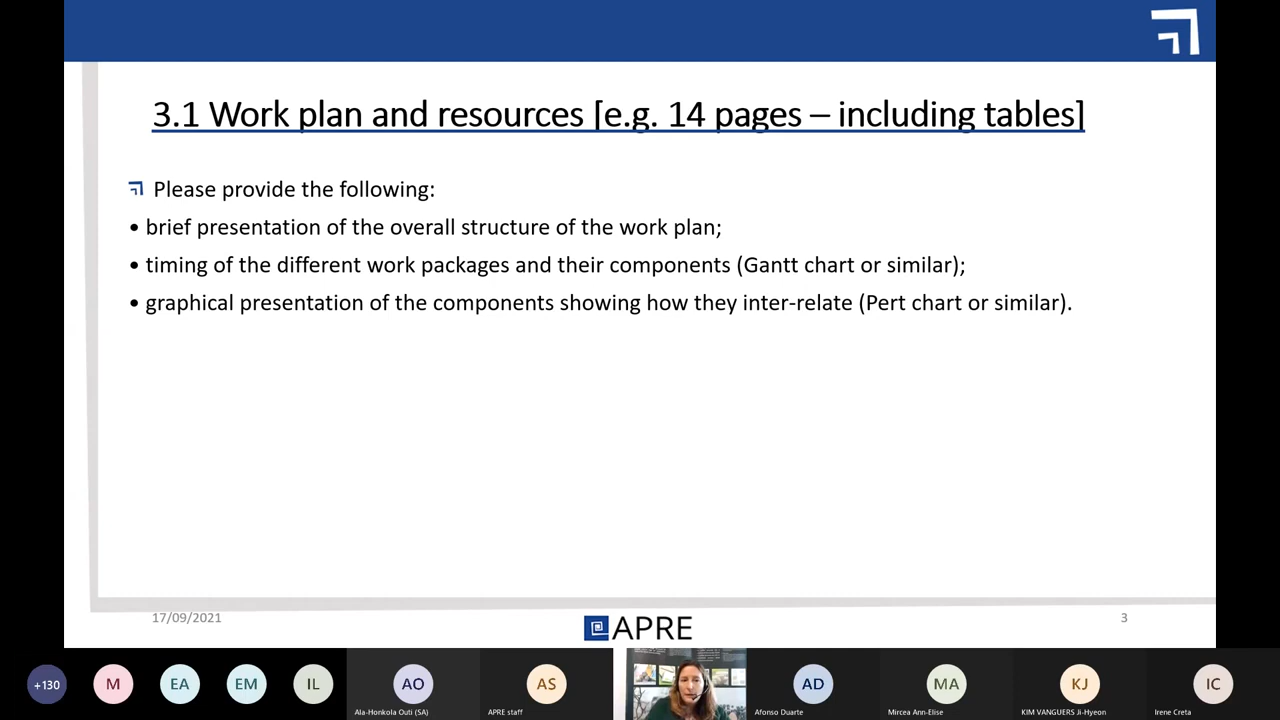 3.1 Work plan and resources [e.g. 14 pages – including tables]
Please provide the following:
• brief presentation of the overall structure of the work plan;
• timing of the different work packages and their components (Gantt chart or similar);
• graphical presentation of the components showing how they inter-relate (Pert chart or similar).
17/09/2021
APRE
3
+130
M
EA
EM
IL
AO
AS
AD
MA
KJ
IC
Ala-Honkola Outi (SA)
APRE staff
Afonso Duarte
Mircea Ann-Elise
KIM VANGUERS Ji-Hyeon
Irene Creta